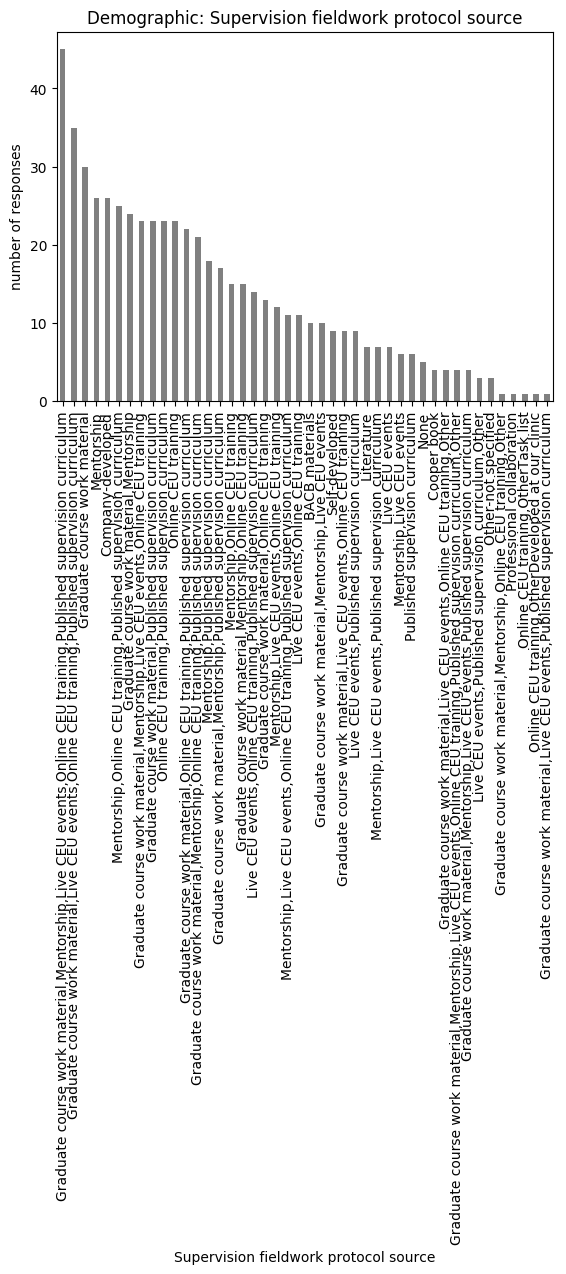 Demographic: Supervision fieldwork protocol source
number of responses
40
30
20
10
0
Graduate course work material,Mentorship,Live CEU events,Online CEU training,Published supervision curriculum
Graduate course work material,Live CEU events,Online CEU training,Published supervision curriculum
Graduate course work material
Mentorship
Company-developed
Mentorship,Online CEU training,Published supervision curriculum
Graduate course work material,Mentorship
Graduate course work material,Mentorship,Live CEU events,Online CEU training
Graduate course work material,Published supervision curriculum
Online CEU training,Published supervision curriculum
Online CEU training
Graduate course work material,Online CEU training,Published supervision curriculum
Graduate course work material,Mentorship,Online CEU training,Published supervision curriculum
Mentorship,Published supervision curriculum
Graduate course work material,Mentorship,Published supervision curriculum
Mentorship,Online CEU training
Graduate course work material,Mentorship,Online CEU training
Live CEU events,Online CEU training,Published supervision curriculum
Graduate course work material,Online CEU training
Mentorship,Live CEU events,Online CEU training
Mentorship,Live CEU events,Online CEU training,Published supervision curriculum
Live CEU events,Online CEU training
BACB materials
Graduate course work material,Mentorship,Live CEU events
Self-developed
Graduate course work material,Live CEU events,Online CEU training
Live CEU events,Published supervision curriculum
Literature
Mentorship,Live CEU events,Published supervision curriculum
Live CEU events
Mentorship,Live CEU events
Published supervision curriculum
None
Cooper book
Graduate course work material,Live CEU events,Online CEU training,Other
Graduate course work material,Mentorship,Live CEU events,Online CEU training,Published supervision curriculum,Other
Graduate course work material,Mentorship,Live CEU events,Published supervision curriculum
Live CEU events,Published supervision curriculum,Other
Other-not specified
Graduate course work material,Mentorship,Online CEU training,Other
Professional collaboration
Online CEU training,OtherTask list
Online CEU training,OtherDeveloped at our clinic
Graduate course work material,Live CEU events,Published supervision curriculum
Supervision fieldwork protocol source